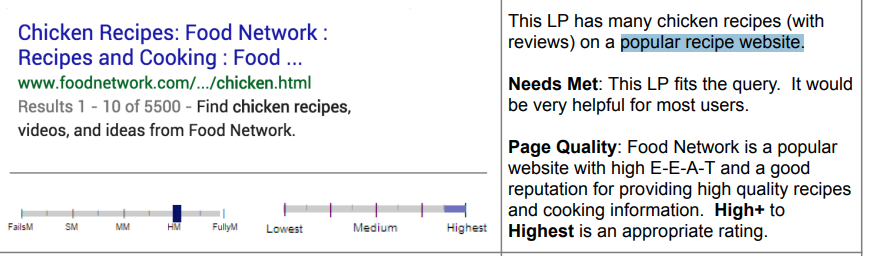 Chicken Recipes: Food Network :
Recipes and Cooking : Food ...
www.foodnetwork.com/.../chicken.html
Results 1 - 10 of 5500 - Find chicken recipes,
videos, and ideas from Food Network.
FailsM SM MM HM FullyM
Lowest Medium Highest
This LP has many chicken recipes (with
reviews) on a popular recipe website.
Needs Met: This LP fits the query. It would
be very helpful for most users.
Page Quality: Food Network is a popular
website with high E-E-A-T and a good
reputation for providing high quality recipes
and cooking information. High+ to
Highest is an appropriate rating.